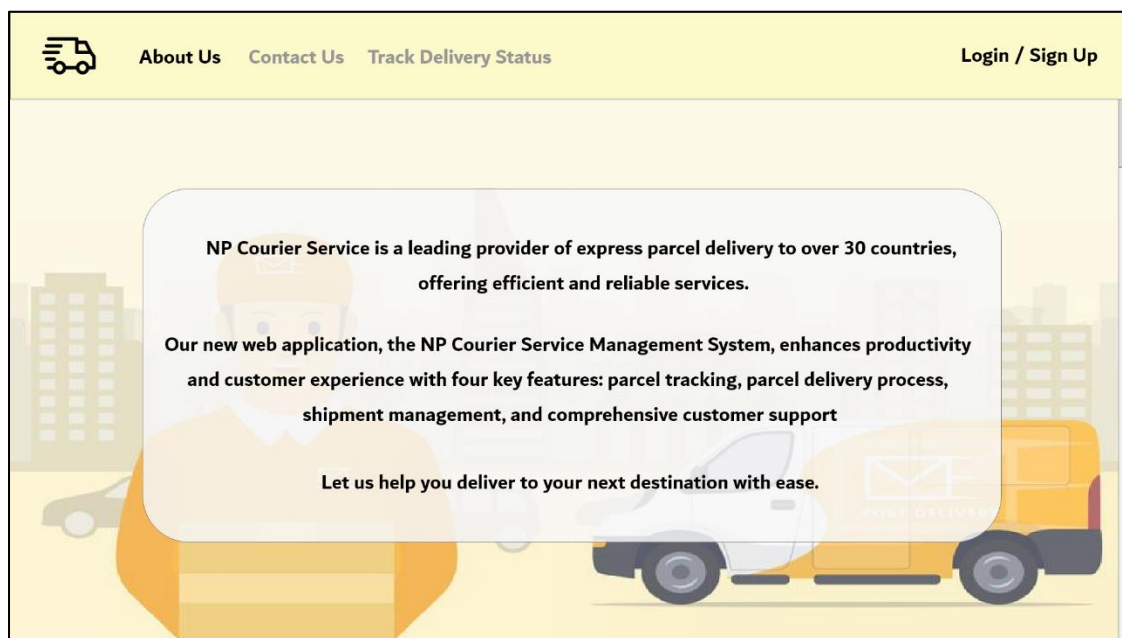 About Us Contact Us Track Delivery Status Login / Sign Up
NP Courier Service is a leading provider of express parcel delivery to over 30 countries,
offering efficient and reliable services.
Our new web application, the NP Courier Service Management System, enhances productivity
and customer experience with four key features: parcel tracking, parcel delivery process,
shipment management, and comprehensive customer support
Let us help you deliver to your next destination with ease.
POST DELIVERY